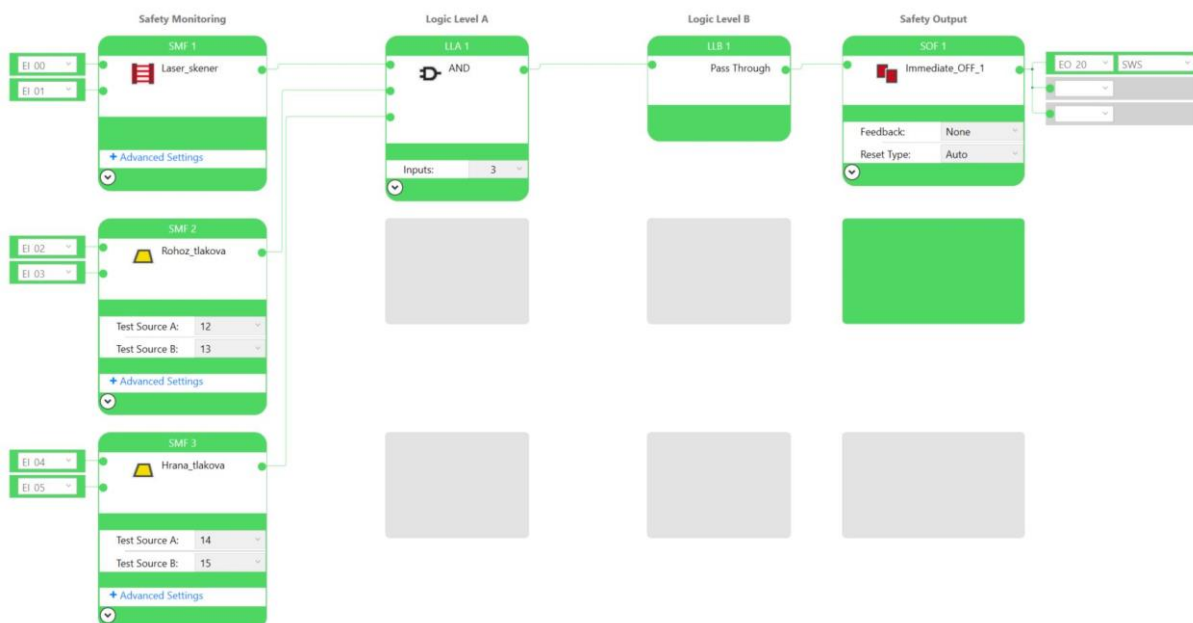 Safety Monitoring
Logic Level A
Logic Level B
Safety Output
SMF 1
EI 00
EI 01
Laser_skener
+ Advanced Settings
LLA 1
AND
Inputs: 3
LLB 1
Pass Through
SOF 1
Immediate_OFF_1
Feedback: None
Reset Type: Auto
EO 20 SWS
SMF 2
EI 02
EI 03
Rohoz_tlakova
Test Source A: 12
Test Source B: 13
+ Advanced Settings
SMF 3
EI 04
EI 05
Hrana_tlakova
Test Source A: 14
Test Source B: 15
+ Advanced Settings